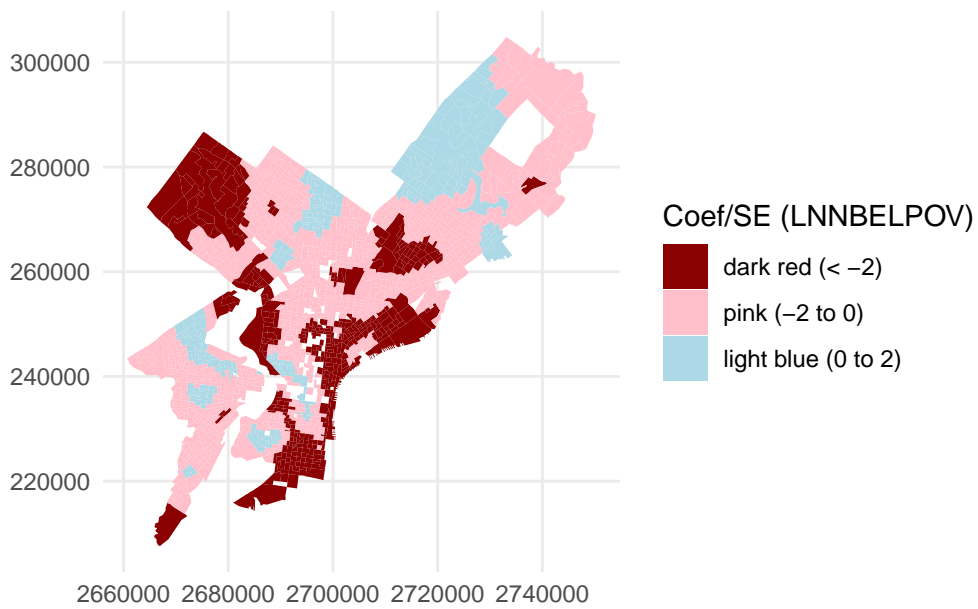 300000
280000
260000
240000
220000
2660000 2680000 2700000 2720000 2740000
Coef/SE (LNNBELPOV)
dark red (< −2)
pink (−2 to 0)
light blue (0 to 2)